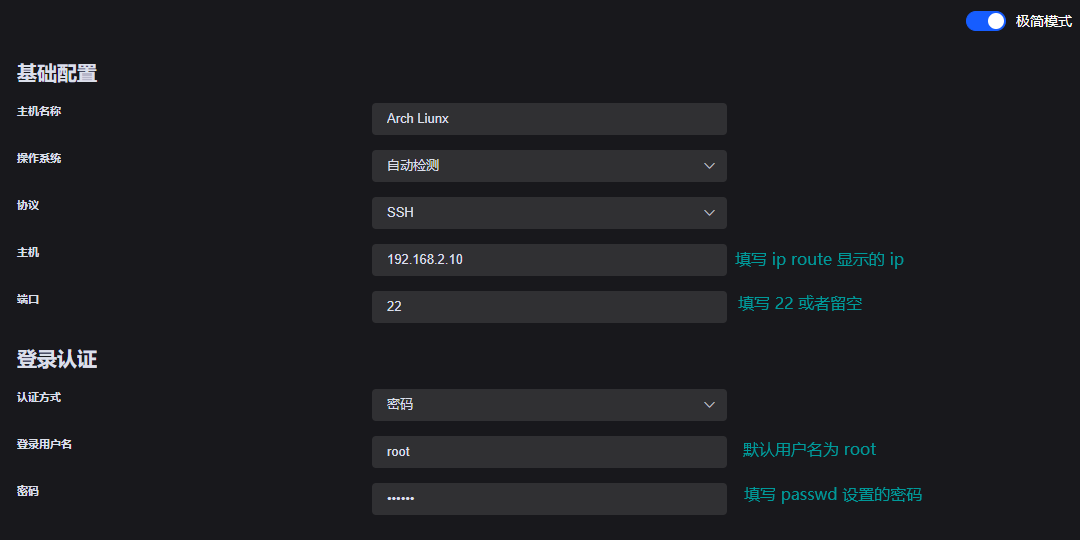 极简模式
基础配置
主机名称
Arch Liunx
操作系统
自动检测
协议
SSH
主机
192.168.2.10
填写 ip route 显示的 ip
端口
22
填写 22 或者留空
登录认证
认证方式
密码
登录用户名
root
默认用户名为 root
密码
••••••
填写 passwd 设置的密码